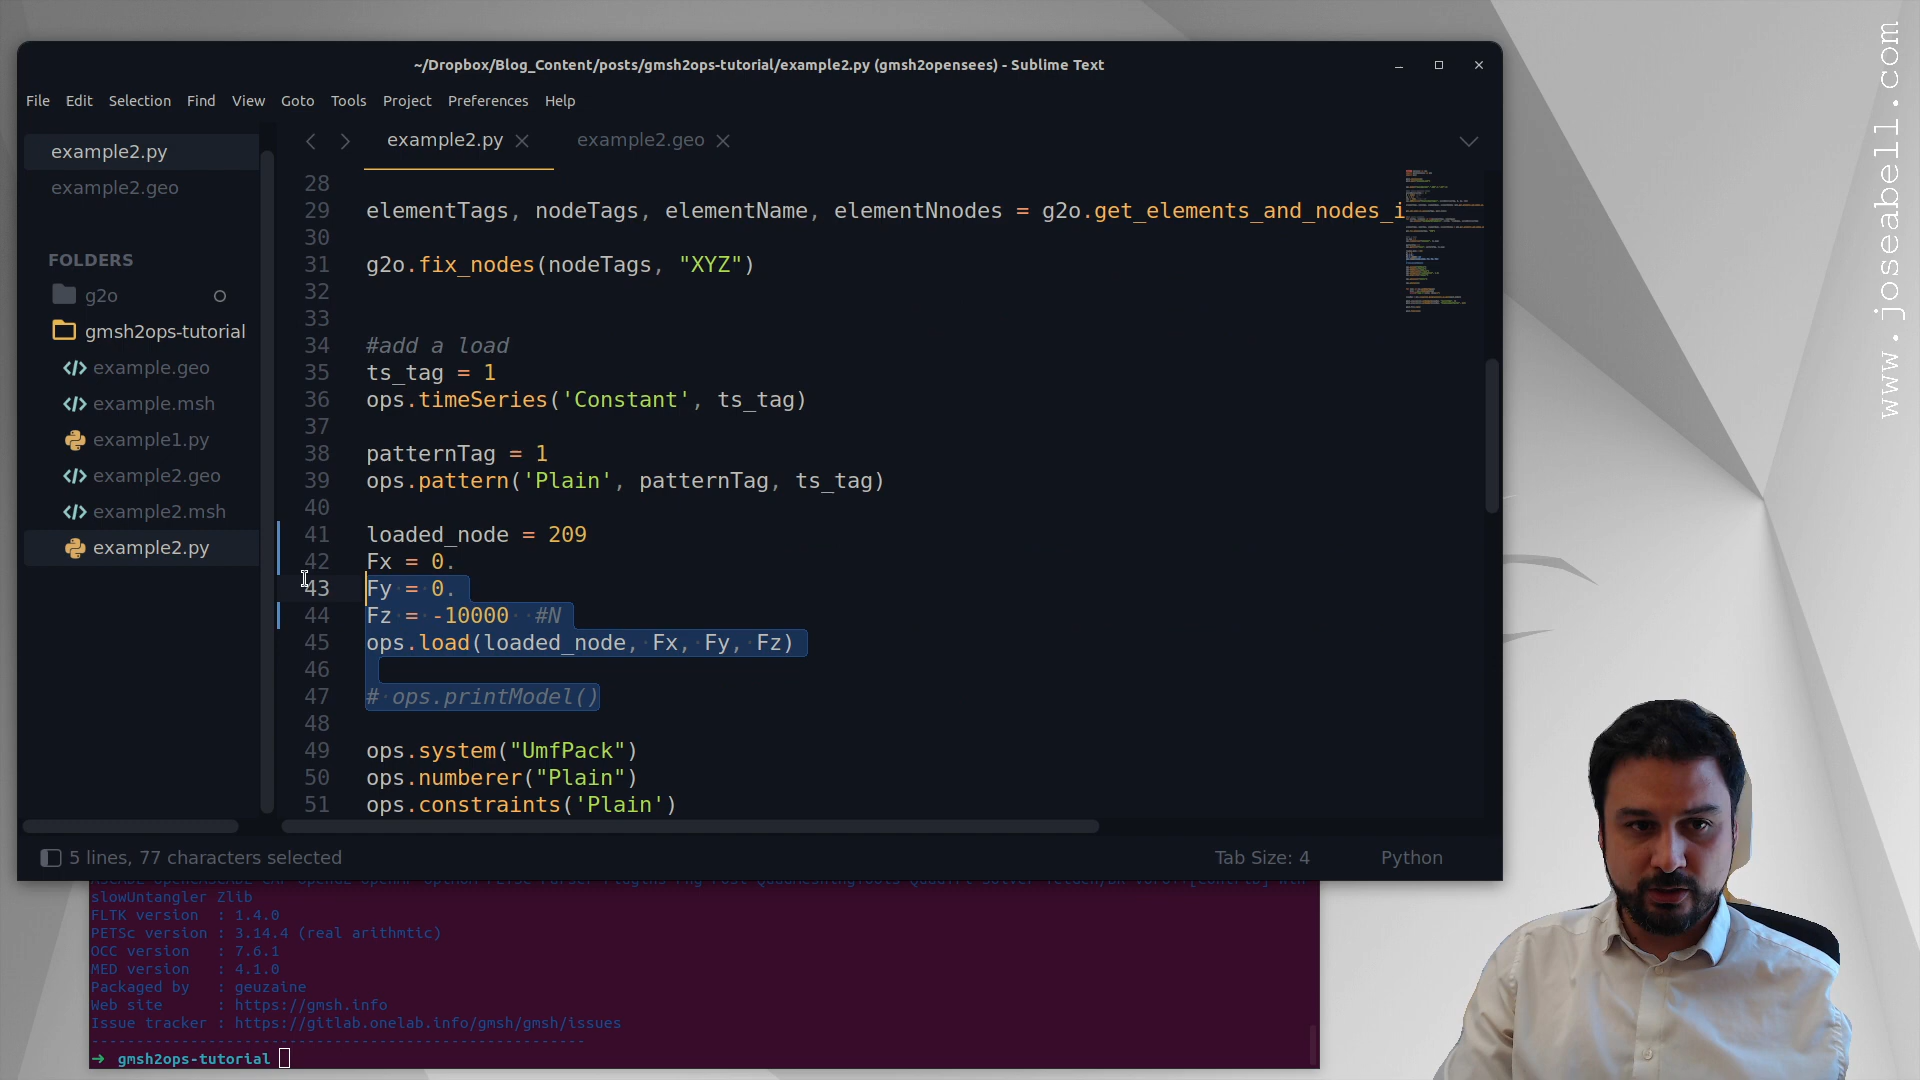 ~/Dropbox/Blog_Content/posts/gmsh2ops-tutorial/example2.py (gmsh2opensees) - Sublime Text
File Edit Selection Find View Goto Tools Project Preferences Help
example2.py
example2.geo
FOLDERS
g2o
gmsh2ops-tutorial
example.geo
example.msh
example1.py
example2.geo
example2.msh
example2.py
example2.py example2.geo
28
29 elementTags, nodeTags, elementName, elementNnodes = g2o.get_elements_and_nodes_i
30
31 g2o.fix_nodes(nodeTags, "XYZ")
32
33
34 #add a load
35 ts_tag = 1
36 ops.timeSeries('Constant', ts_tag)
37
38 patternTag = 1
39 ops.pattern('Plain', patternTag, ts_tag)
40
41 loaded_node = 209
42 Fx = 0.
43 Fy = 0.
44 Fz = -10000 #N
45 ops.load(loaded_node, Fx, Fy, Fz)
46
47 # ops.printModel()
48
49 ops.system("UmfPack")
50 ops.numberer("Plain")
51 ops.constraints('Plain')
5 lines, 77 characters selected Tab Size: 4 Python
slowUntangler Zlib
FLTK version : 1.4.0
PETSc version : 3.14.4 (real arithmtic)
OCC version : 7.6.1
MED version : 4.1.0
Packaged by : geuzaine
Web site : https://gmsh.info
Issue tracker : https://gitlab.onelab.info/gmsh/gmsh/issues
-------------------------------------------------------
➜ gmsh2ops-tutorial
www.joseabell.com